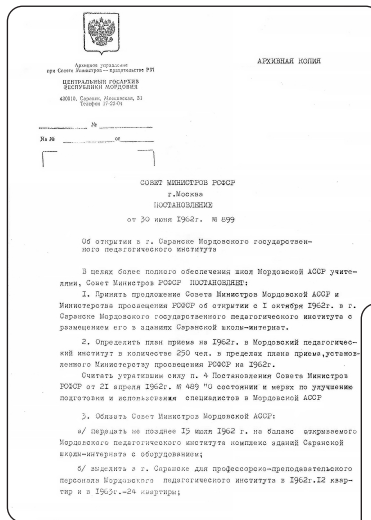 АРХИВНАЯ КОПИЯ
Архивное управление
при Совете Министров — правительстве РМ
ЦЕНТРАЛЬНЫЙ ГОСАРХИВ
РЕСПУБЛИКИ МОРДОВИЯ
Саранск, Московская,
Телефон 17-22-04
№
На № от
СОВЕТ МИНИСТРОВ РСФСР
г.Москва
ПОСТАНОВЛЕНИЕ
от 30 июня 1962г. № 899
Об открытии в г. Саранске Мордовского государствен-
ного педагогического института
В целях более полного обеспечения школ Мордовской АССР учите-
лями, Совет Министров РСФСР ПОСТАНОВЛЯЕТ:
1. Принять предложение Совета Министров Мордовской АССР и
Министерства просвещения РСФСР об открытии с 1 октября 1962г. в г.
Саранске Мордовского государственного педагогического института с
размещением его в зданиях Саранской школы-интернат.
2. Определить план приема на 1962г. в Мордовский педагогичес-
кий институт в количестве 250 чел. в пределах плана приема,установ-
ленного Министерству просвещения РСФСР на 1962г.
Считать утратившим силу п. 4 Постановления Совета Министров
РСФСР от 21 апреля 1962г. № 489 "О состоянии и мерах по улучшению
подготовки и использования специалистов в Мордовской АССР
3. Обязать Совет Министров Мордовской АССР:
а/ передать не позднее 15 июля 1962 г. на баланс открываемого
Мордовского педагогического института комплекс зданий Саранской
школы-интерната с оборудованием;
б/ выделить в г. Саранске для профессорско-преподавательского
персонала Мордовского педагогического института в 1962г.12 квар-
тир и в 1963г.-24 квартиры;